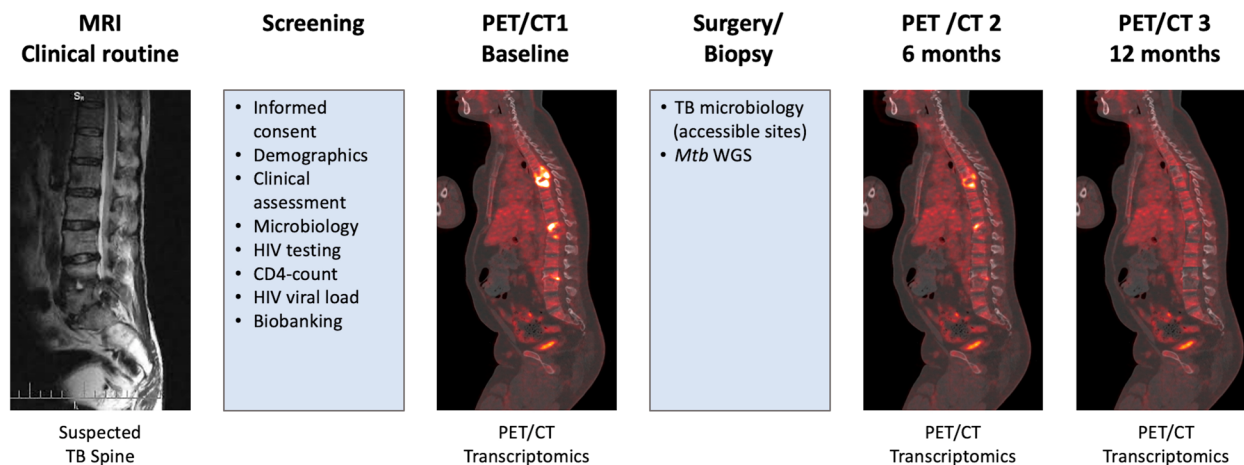 MRI
Clinical routine
Screening
PET/CT1
Baseline
Surgery/
Biopsy
PET /CT 2
6 months
PET/CT 3
12 months
• Informed
consent
• Demographics
• Clinical
assessment
• Microbiology
• HIV testing
• CD4-count
• HIV viral load
• Biobanking
• TB microbiology
(accessible sites)
• Mtb WGS
Suspected
TB Spine
PET/CT
Transcriptomics
PET/CT
Transcriptomics
PET/CT
Transcriptomics